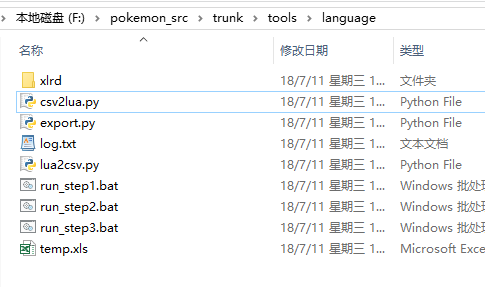 本地磁盘 (F:) > pokemon_src > trunk > tools > language
名称 修改日期 类型
xlrd 18/7/11 星期三 1... 文件夹
csv2lua.py 18/7/11 星期三 1... Python File
export.py 18/7/11 星期三 1... Python File
log.txt 18/7/11 星期三 1... 文本文档
lua2csv.py 18/7/11 星期三 1... Python File
run_step1.bat 18/7/11 星期三 1... Windows 批处理
run_step2.bat 18/7/11 星期三 1... Windows 批处理
run_step3.bat 18/7/11 星期三 1... Windows 批处理
temp.xls 18/7/11 星期三 1... Microsoft Exce